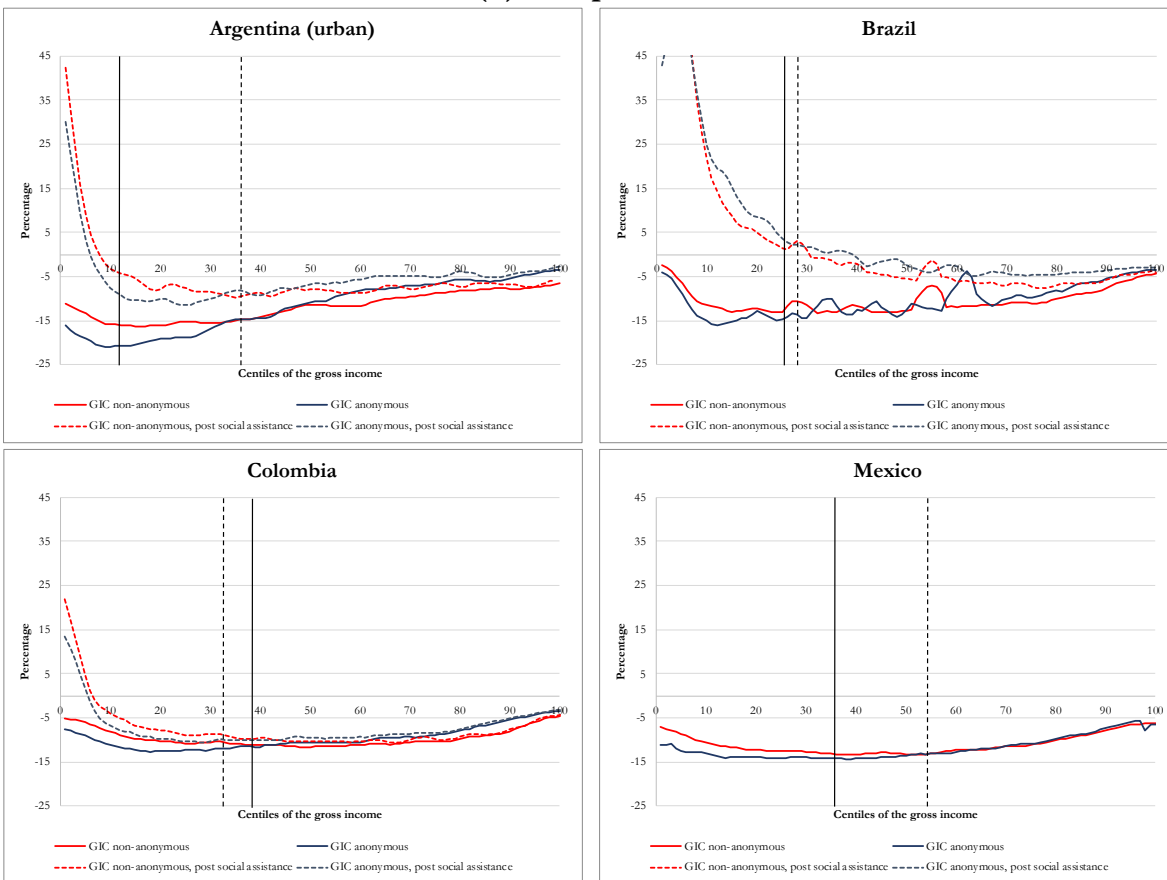 Argentina (urban)
45
35
25
15
5
-5
-15
-25
Percentage
0 10 20 30 40 50 60 70 80 90 100
Centiles of the gross income
GIC non-anonymous
GIC anonymous
GIC non-anonymous, post social assistance
GIC anonymous, post social assistance
Brazil
45
35
25
15
5
-5
-15
-25
Percentage
0 10 20 30 40 50 60 70 80 90 100
Centiles of the gross income
GIC non-anonymous
GIC anonymous
GIC non-anonymous, post social assistance
GIC anonymous, post social assistance
Colombia
45
35
25
15
5
-5
-15
-25
Percentage
0 10 20 30 40 50 60 70 80 90 100
Centiles of the gross income
GIC non-anonymous
GIC anonymous
GIC non-anonymous, post social assistance
GIC anonymous, post social assistance
Mexico
45
35
25
15
5
-5
-15
-25
Percentage
0 10 20 30 40 50 60 70 80 90 100
Centiles of the gross income
GIC non-anonymous
GIC anonymous
GIC non-anonymous, post social assistance
GIC anonymous, post social assistance